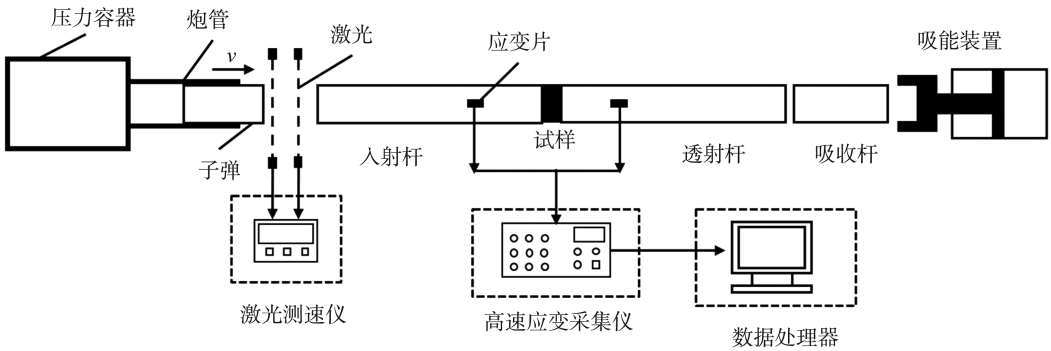 压力容器
炮管
v
激光
应变片
吸能装置
子弹
入射杆
试样
透射杆
吸收杆
激光测速仪
高速应变采集仪
数据处理器